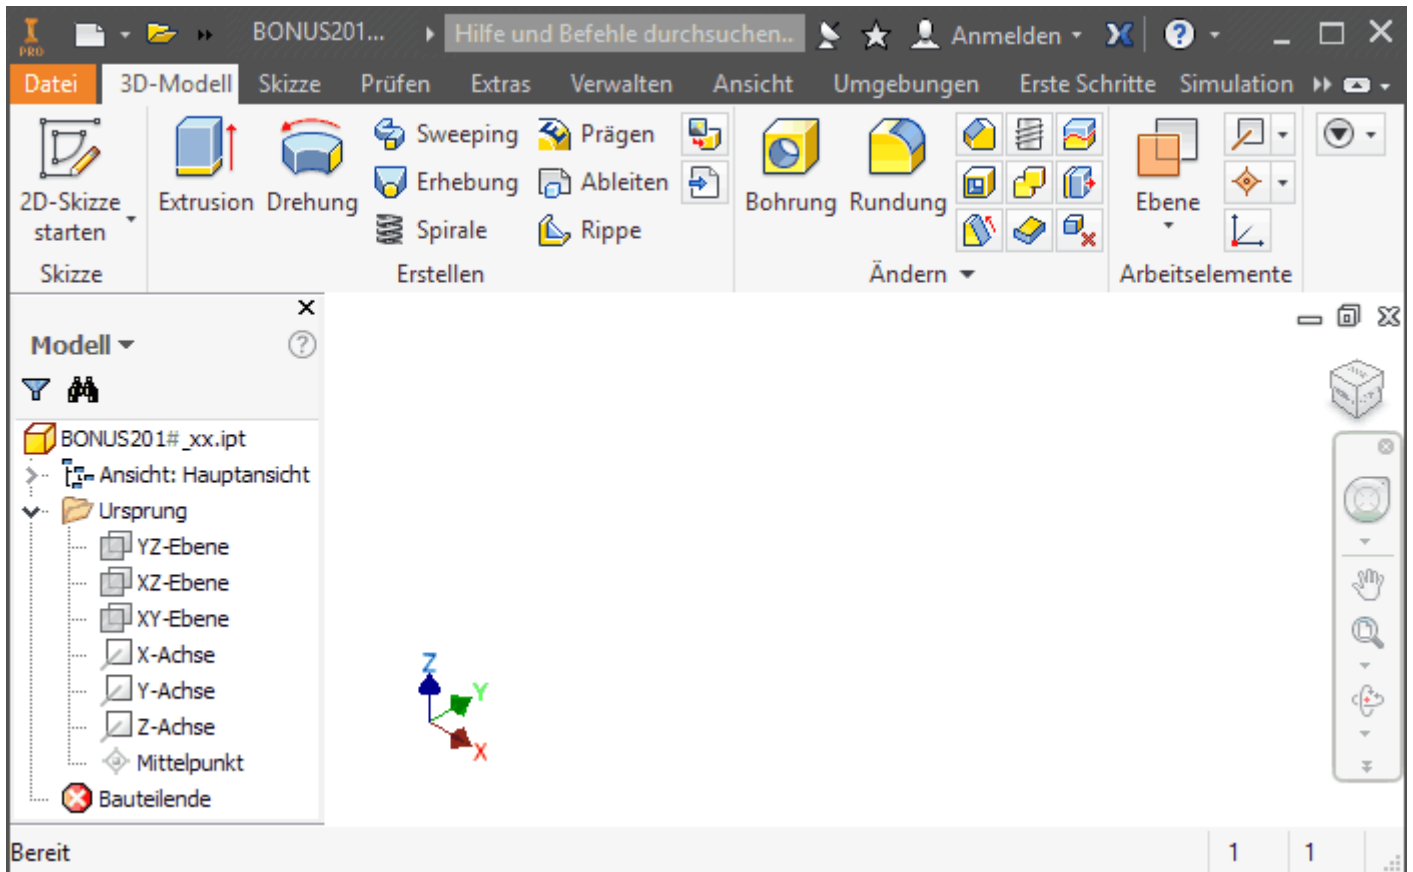 PRO
BONUS201...
Hilfe und Befehle durchsuchen...
Anmelden
Datei 3D-Modell Skizze Prüfen Extras Verwalten Ansicht Umgebungen Erste Schritte Simulation
2D-Skizze starten
Extrusion Drehung
Sweeping Prägen
Erhebung Ableiten
Spirale Rippe
Bohrung Rundung
Ebene
Skizze Erstellen Ändern Arbeitselemente
Modell
BONUS201#_xx.ipt
Ansicht: Hauptansicht
Ursprung
YZ-Ebene
XZ-Ebene
XY-Ebene
X-Achse
Y-Achse
Z-Achse
Mittelpunkt
Bauteilende
Z
Y
X
Bereit
1 1